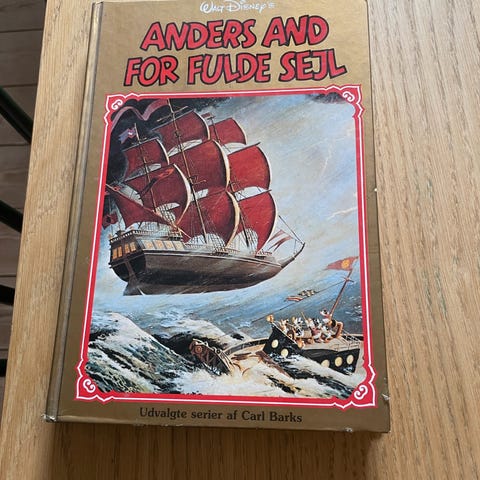 Walt Disney's
ANDERS AND
FOR FULDE SEJL
Udvalgte serier af Carl Barks